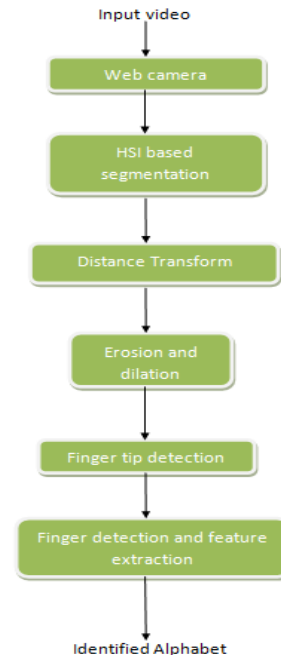 Input video
Web camera
HSI based
segmentation
Distance Transform
Erosion and
dilation
Finger tip detection
Finger detection and feature
extraction
Identified Alphabet